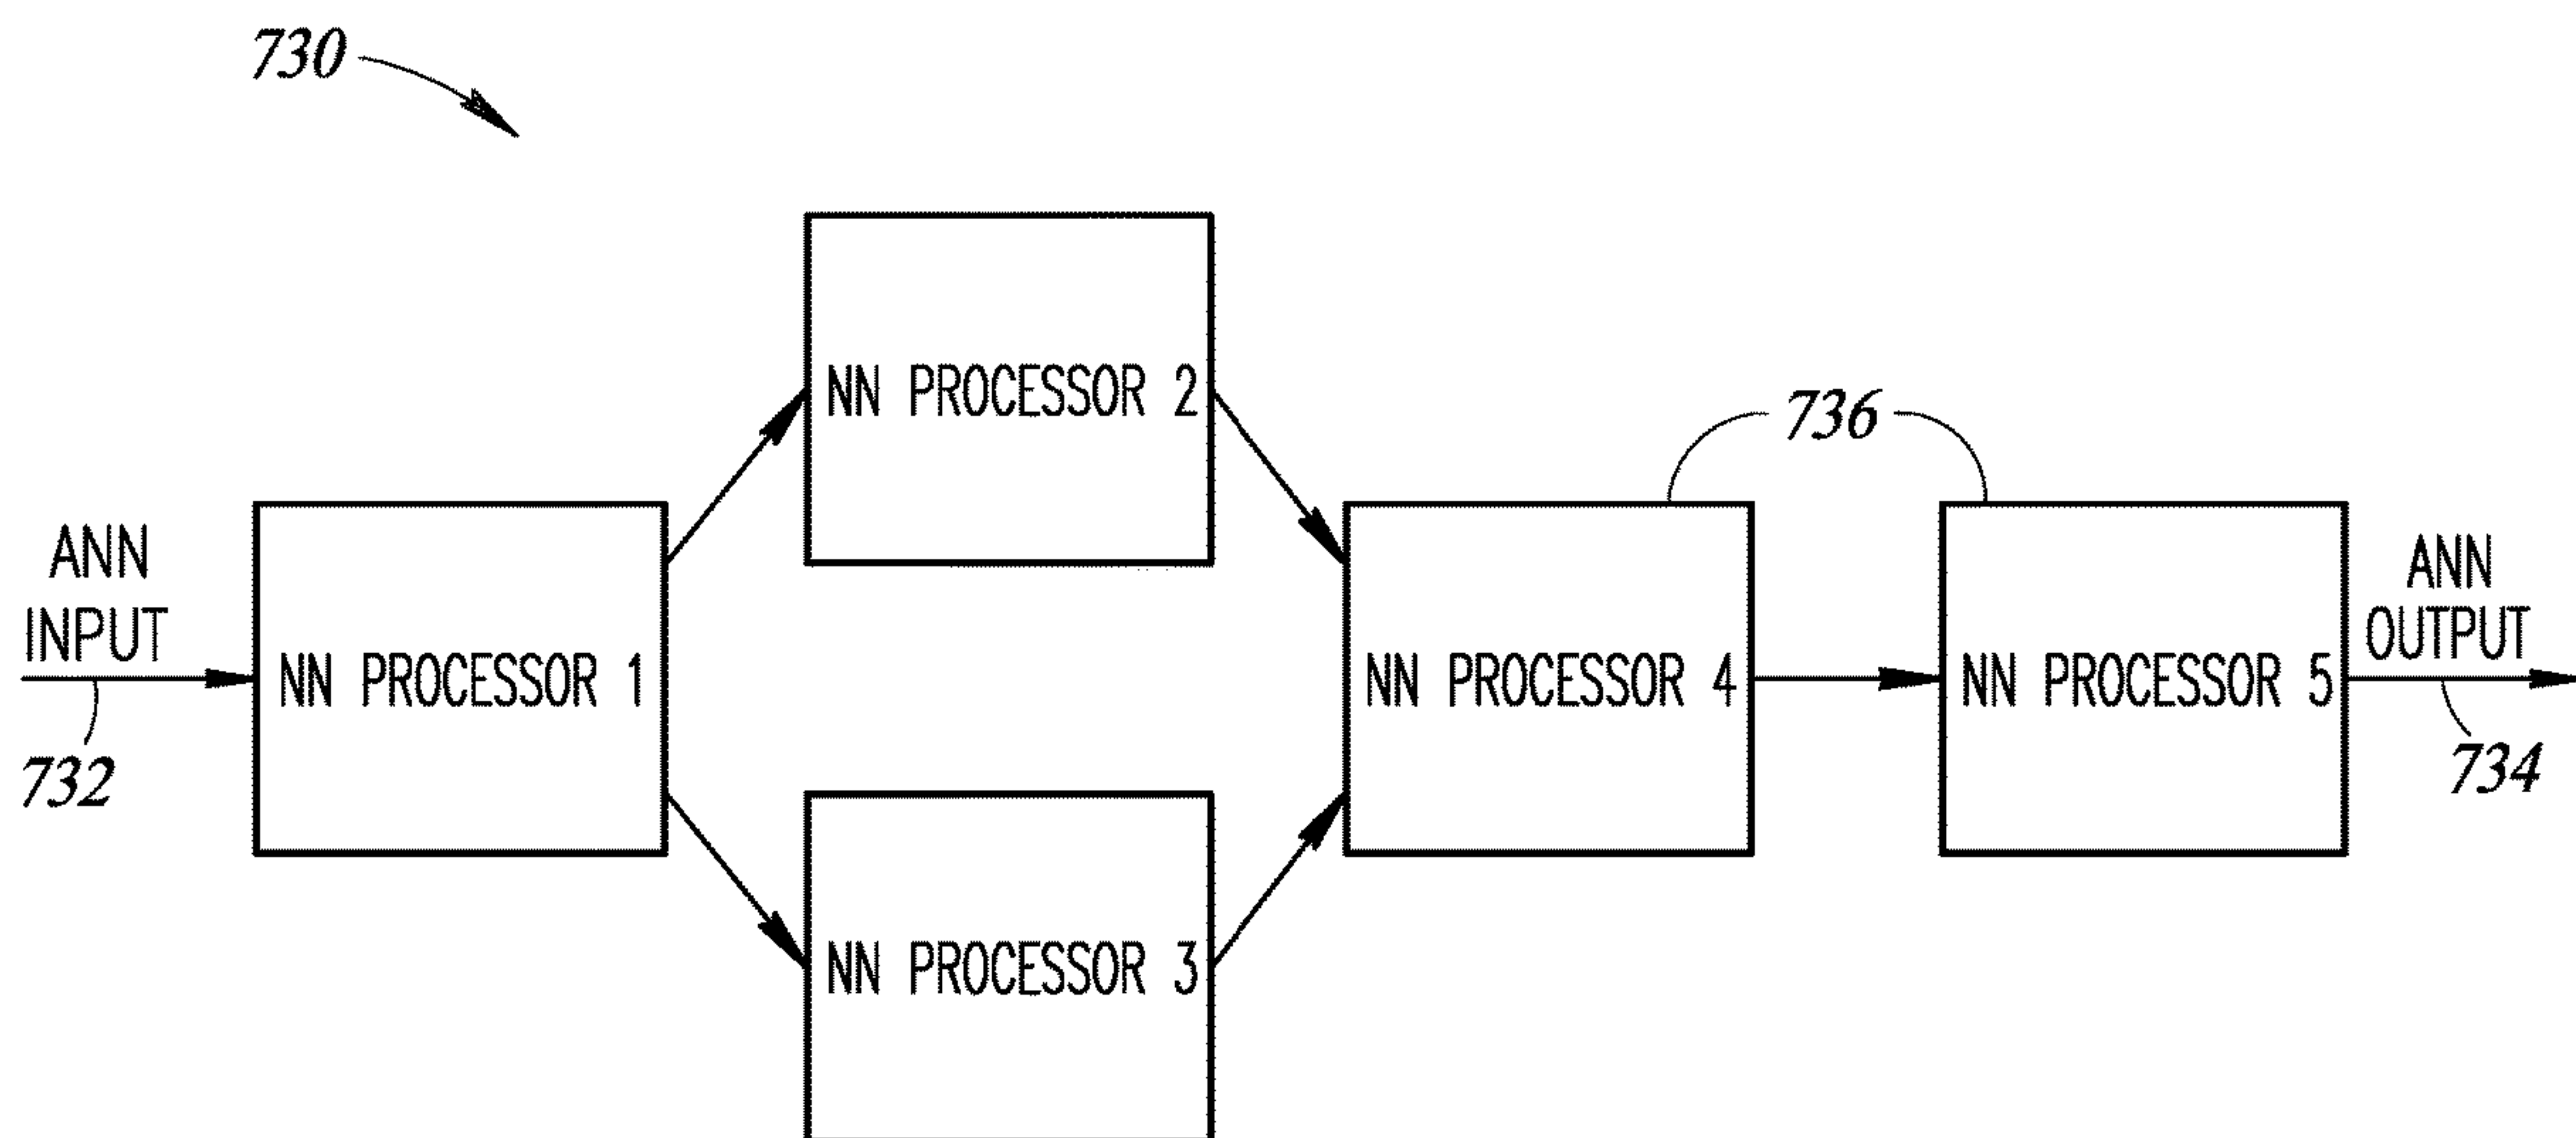 730
NN PROCESSOR 2
736
ANN
INPUT
732
NN PROCESSOR 1
NN PROCESSOR 4
NN PROCESSOR 5
ANN
OUTPUT
734
NN PROCESSOR 3